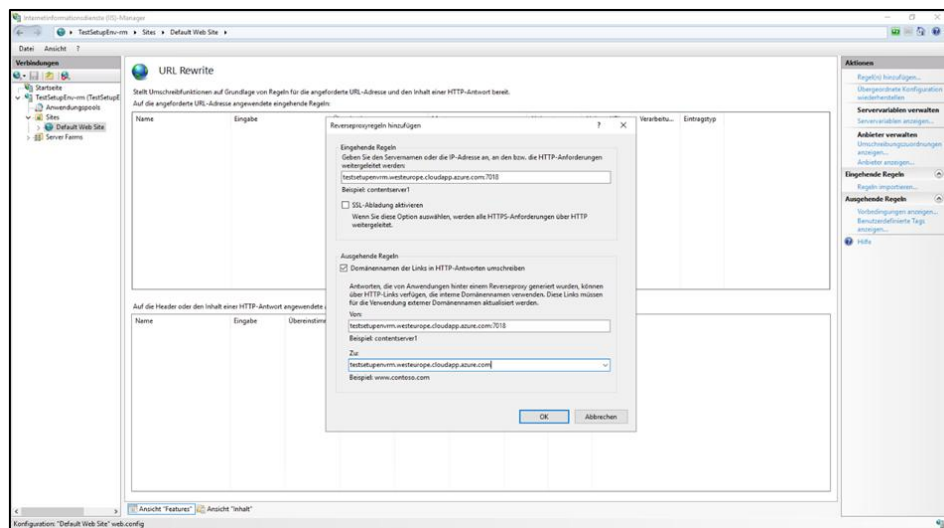 Internetinformationsdienste (IIS)-Manager
TestSetupEnv-rm ▸ Sites ▸ Default Web Site ▸
Datei Ansicht ?
Verbindungen
Startseite
TestSetupEnv-rm (TestSetupE
Anwendungspools
Sites
Default Web Site
Server Farms
URL Rewrite
Stellt Umschreibfunktionen auf Grundlage von Regeln für die angeforderte URL-Adresse und den Inhalt einer HTTP-Antwort bereit.
Auf die angeforderte URL-Adresse angewendete eingehende Regeln:
Name Eingabe Verarbeitu... Eintragstyp
Reverseproxyregeln hinzufügen ?
Eingehende Regeln
Geben Sie den Servernamen oder die IP-Adresse an, an den bzw. die HTTP-Anforderungen
weitergeleitet werden:
testsetupenvrm.westeurope.cloudapp.azure.com:7018
Beispiel: contentserver1
SSL-Abladung aktivieren
Wenn Sie diese Option auswählen, werden alle HTTPS-Anforderungen über HTTP
weitergeleitet.
Ausgehende Regeln
Domänennamen der Links in HTTP-Antworten umschreiben
Antworten, die von Anwendungen hinter einem Reverseproxy generiert wurden, können
über HTTP-Links verfügen, die interne Domänennamen verwenden. Diese Links müssen
für die Verwendung externer Domänennamen aktualisiert werden.
Von:
testsetupenvrm.westeurope.cloudapp.azure.com:7018
Beispiel: contentserver1
Zu:
testsetupenvrm.westeurope.cloudapp.azure.com
Beispiel: www.contoso.com
OK Abbrechen
Auf die Header oder den Inhalt einer HTTP-Antwort angewendete
Name Eingabe Übereinstim
Ansicht "Features" Ansicht "Inhalt"
Konfiguration: "Default Web Site" web.config
Aktionen
Regel(n) hinzufügen...
Übergeordnete Konfiguration
wiederherstellen
Servervariablen verwalten
Servervariablen anzeigen...
Anbieter verwalten
Umschreibungszuordnungen
anzeigen...
Anbieter anzeigen...
Eingehende Regeln
Regeln importieren...
Ausgehende Regeln
Vorbedingungen anzeigen...
Benutzerdefinierte Tags
anzeigen...
Hilfe